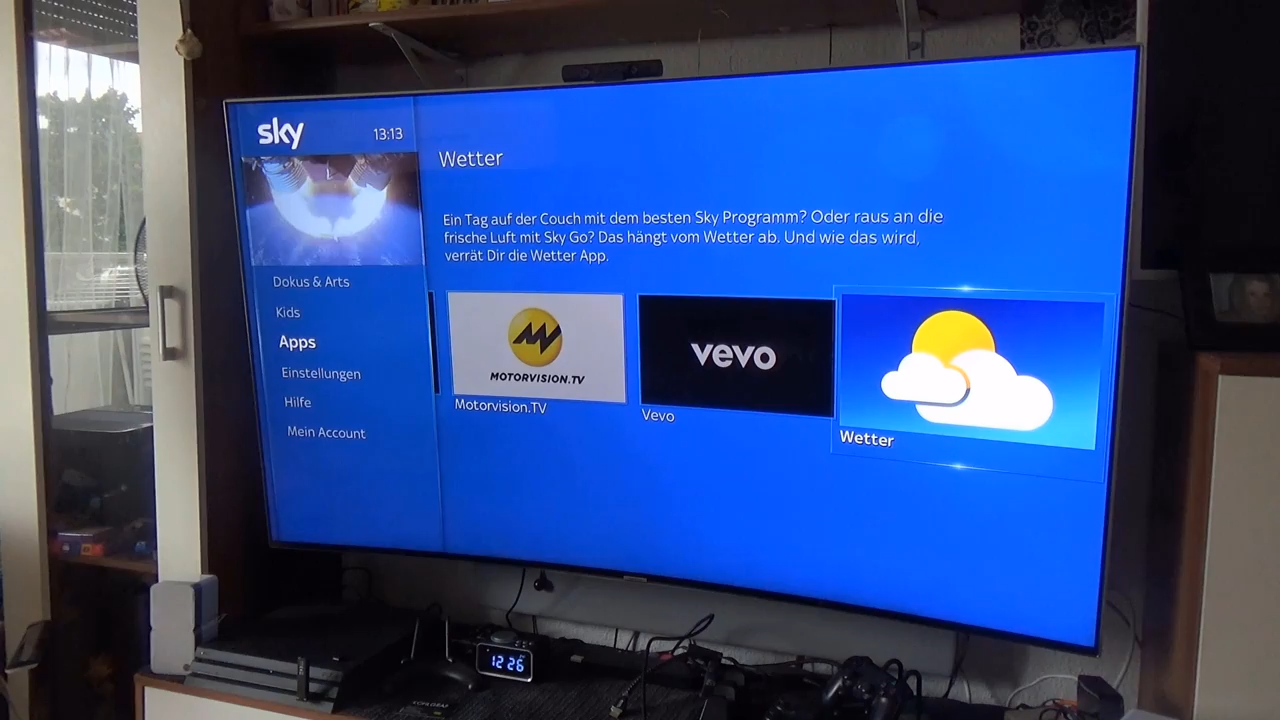 sky
13:13
Wetter
Ein Tag auf der Couch mit dem besten Sky Programm? Oder raus an die
frische Luft mit Sky Go? Das hängt vom Wetter ab. Und wie das wird,
verrät Dir die Wetter App.
Dokus & Arts
Kids
Apps
Einstellungen
Hilfe
Mein Account
MOTORVISION.TV
Motorvision.TV
vevo
Vevo
Wetter
12:26